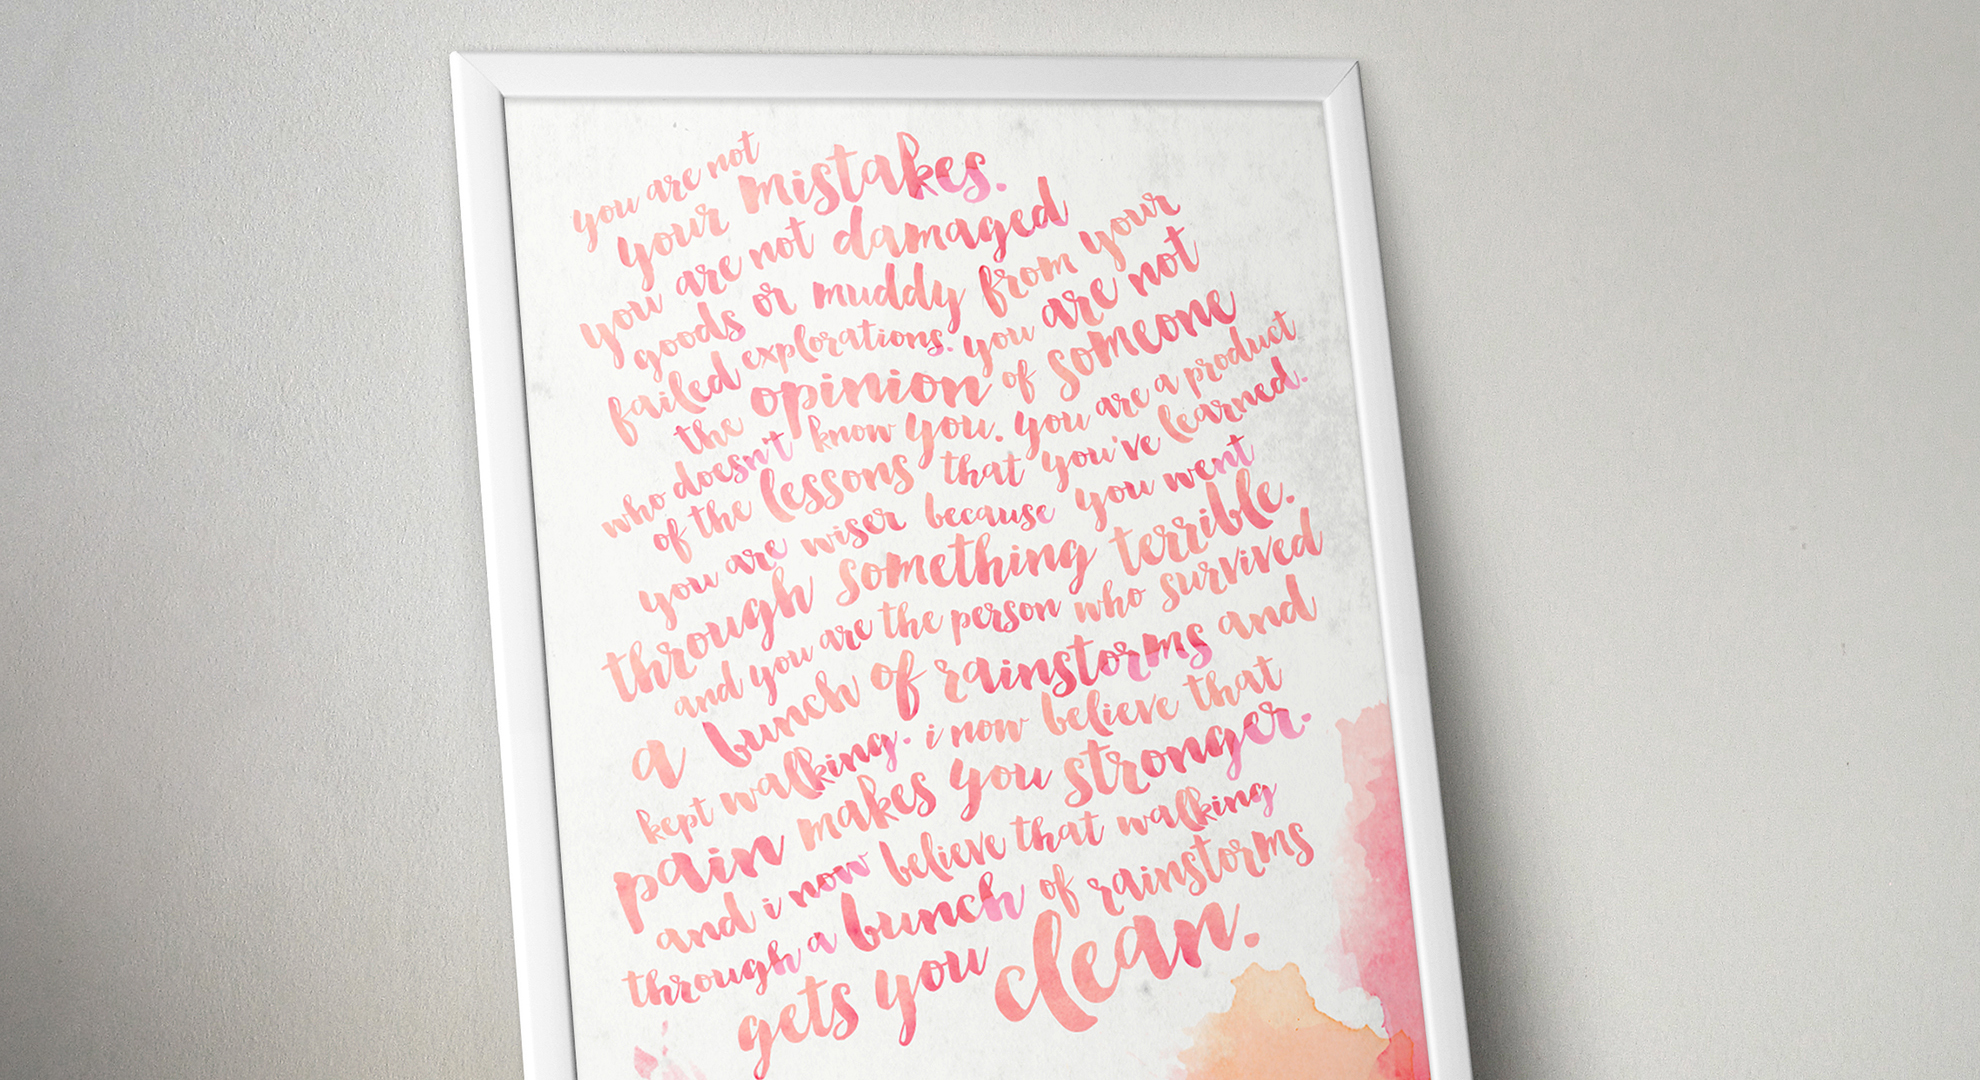 you are not
your mistakes.
you are not damaged
goods or muddy from your
failed explorations. you are not
the opinion of someone
who doesn't know you. you are a product
of the lessons that you've learned.
you are wiser because you went
through something terrible.
and you are the person who survived
a bunch of rainstorms and
kept walking. i now believe that
pain makes you stronger.
and i now believe that walking
through a bunch of rainstorms
gets you clean.